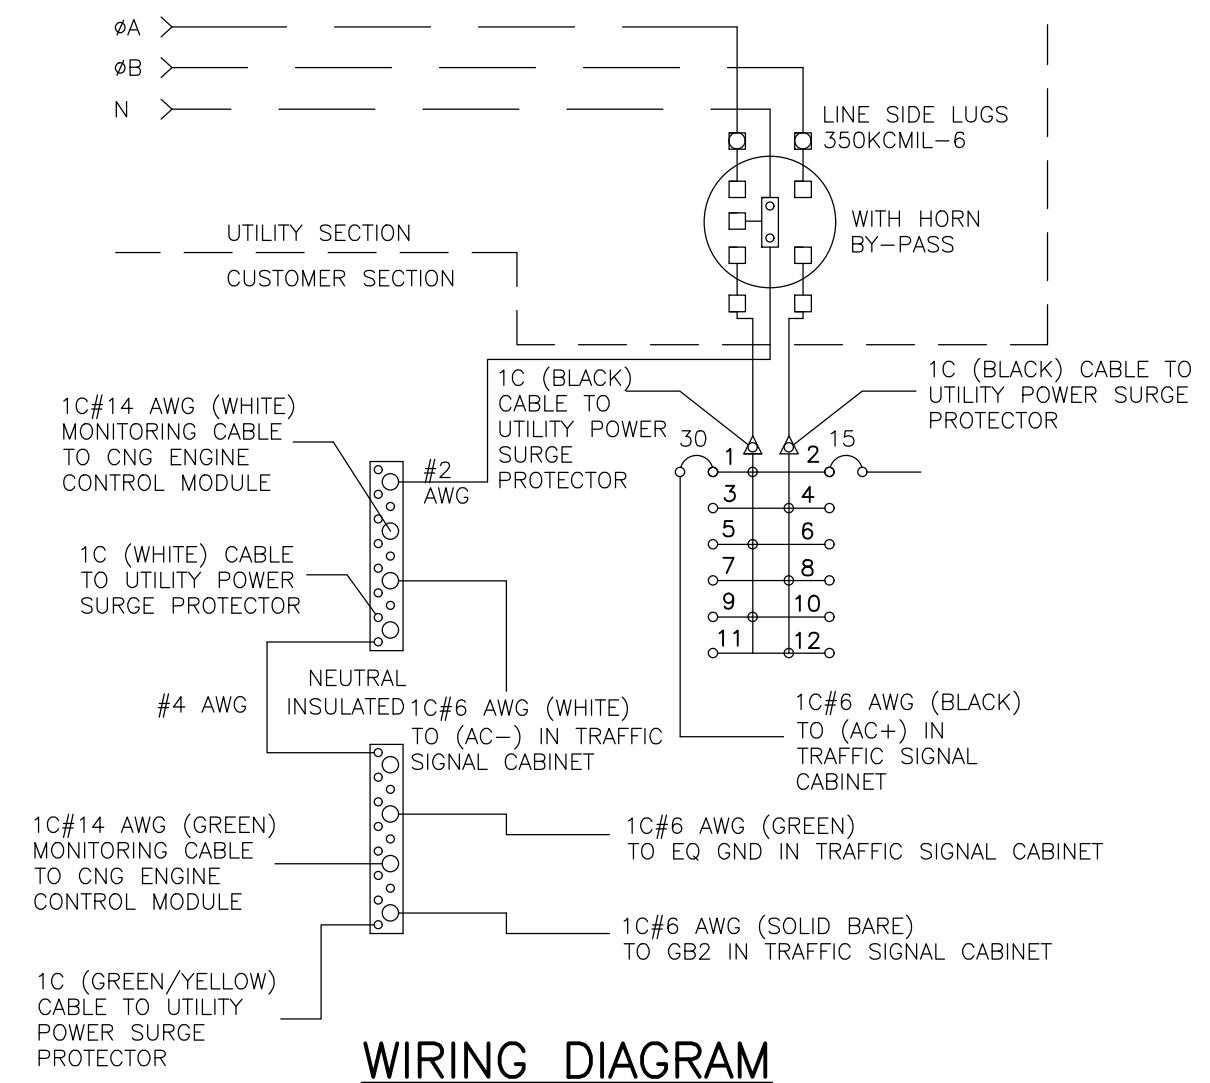 øA
øB
N
LINE SIDE LUGS
350KCMIL-6
WITH HORN
BY-PASS
UTILITY SECTION
CUSTOMER SECTION
1C (BLACK)
CABLE TO
UTILITY POWER
SURGE
PROTECTOR
1C (BLACK) CABLE TO
UTILITY POWER SURGE
PROTECTOR
1C#14 AWG (WHITE)
MONITORING CABLE
TO CNG ENGINE
CONTROL MODULE
#2
AWG
30
15
1 2
3 4
5 6
7 8
9 10
11 12
1C (WHITE) CABLE
TO UTILITY POWER
SURGE PROTECTOR
NEUTRAL
INSULATED
#4 AWG
1C#6 AWG (WHITE)
TO (AC-) IN TRAFFIC
SIGNAL CABINET
1C#6 AWG (BLACK)
TO (AC+) IN
TRAFFIC SIGNAL
CABINET
1C#14 AWG (GREEN)
MONITORING CABLE
TO CNG ENGINE
CONTROL MODULE
1C#6 AWG (GREEN)
TO EQ GND IN TRAFFIC SIGNAL CABINET
1C#6 AWG (SOLID BARE)
TO GB2 IN TRAFFIC SIGNAL CABINET
1C (GREEN/YELLOW)
CABLE TO UTILITY
POWER SURGE
PROTECTOR
WIRING DIAGRAM